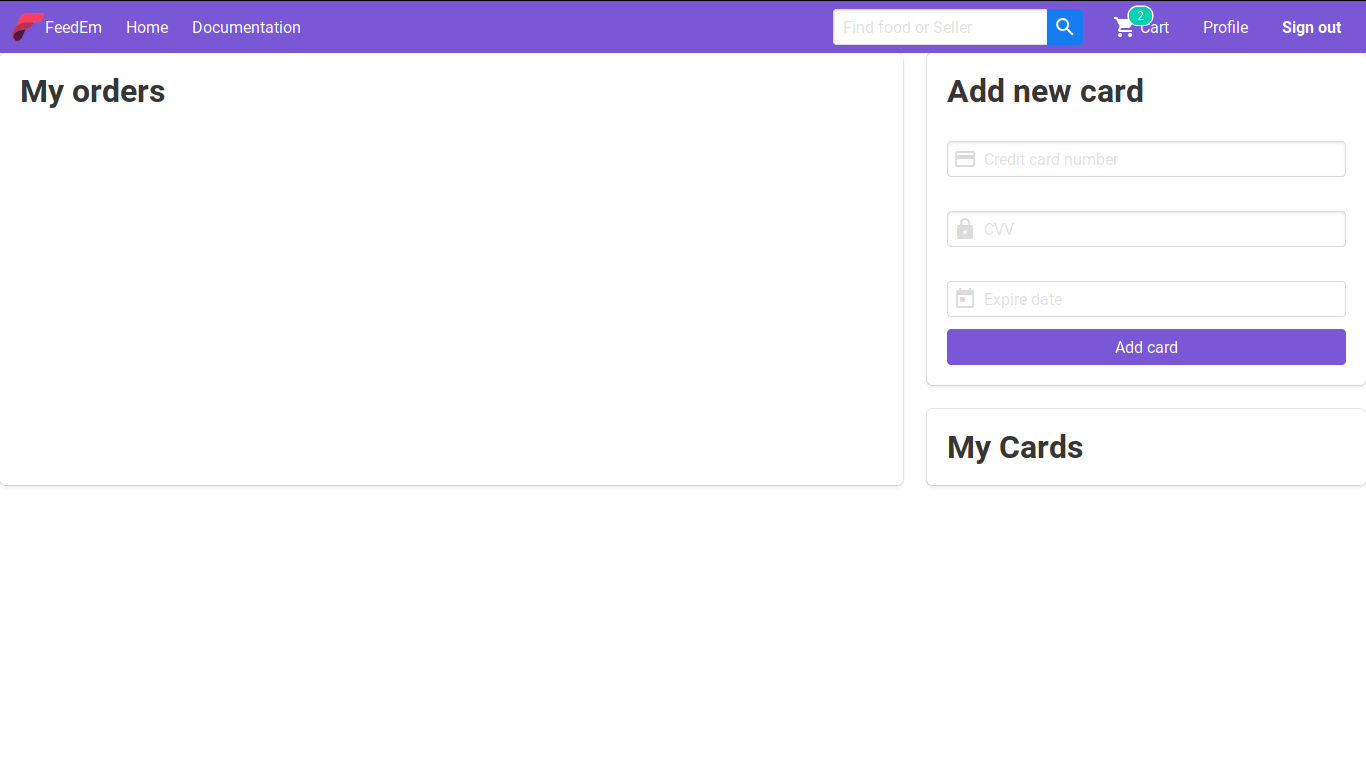 FeedEm Home Documentation Find food or Seller 2 Cart Profile Sign out
My orders
Add new card
Credit card number
CVV
Expire date
Add card
My Cards